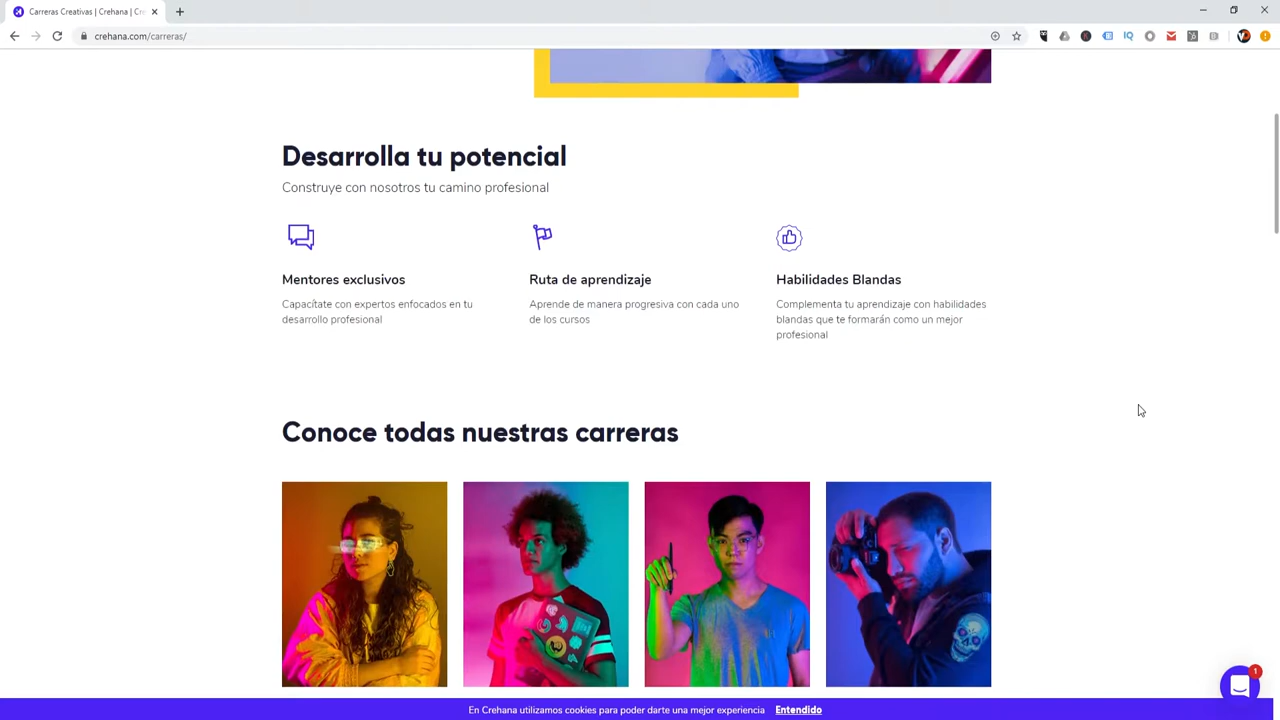 Carreras Creativas | Crehana | Cre
crehana.com/carreras/
Desarrolla tu potencial
Construye con nosotros tu camino profesional
Mentores exclusivos
Capacítate con expertos enfocados en tu
desarrollo profesional
Ruta de aprendizaje
Aprende de manera progresiva con cada uno
de los cursos
Habilidades Blandas
Complementa tu aprendizaje con habilidades
blandas que te formarán como un mejor
profesional
Conoce todas nuestras carreras
1
En Crehana utilizamos cookies para poder darte una mejor experiencia Entendido